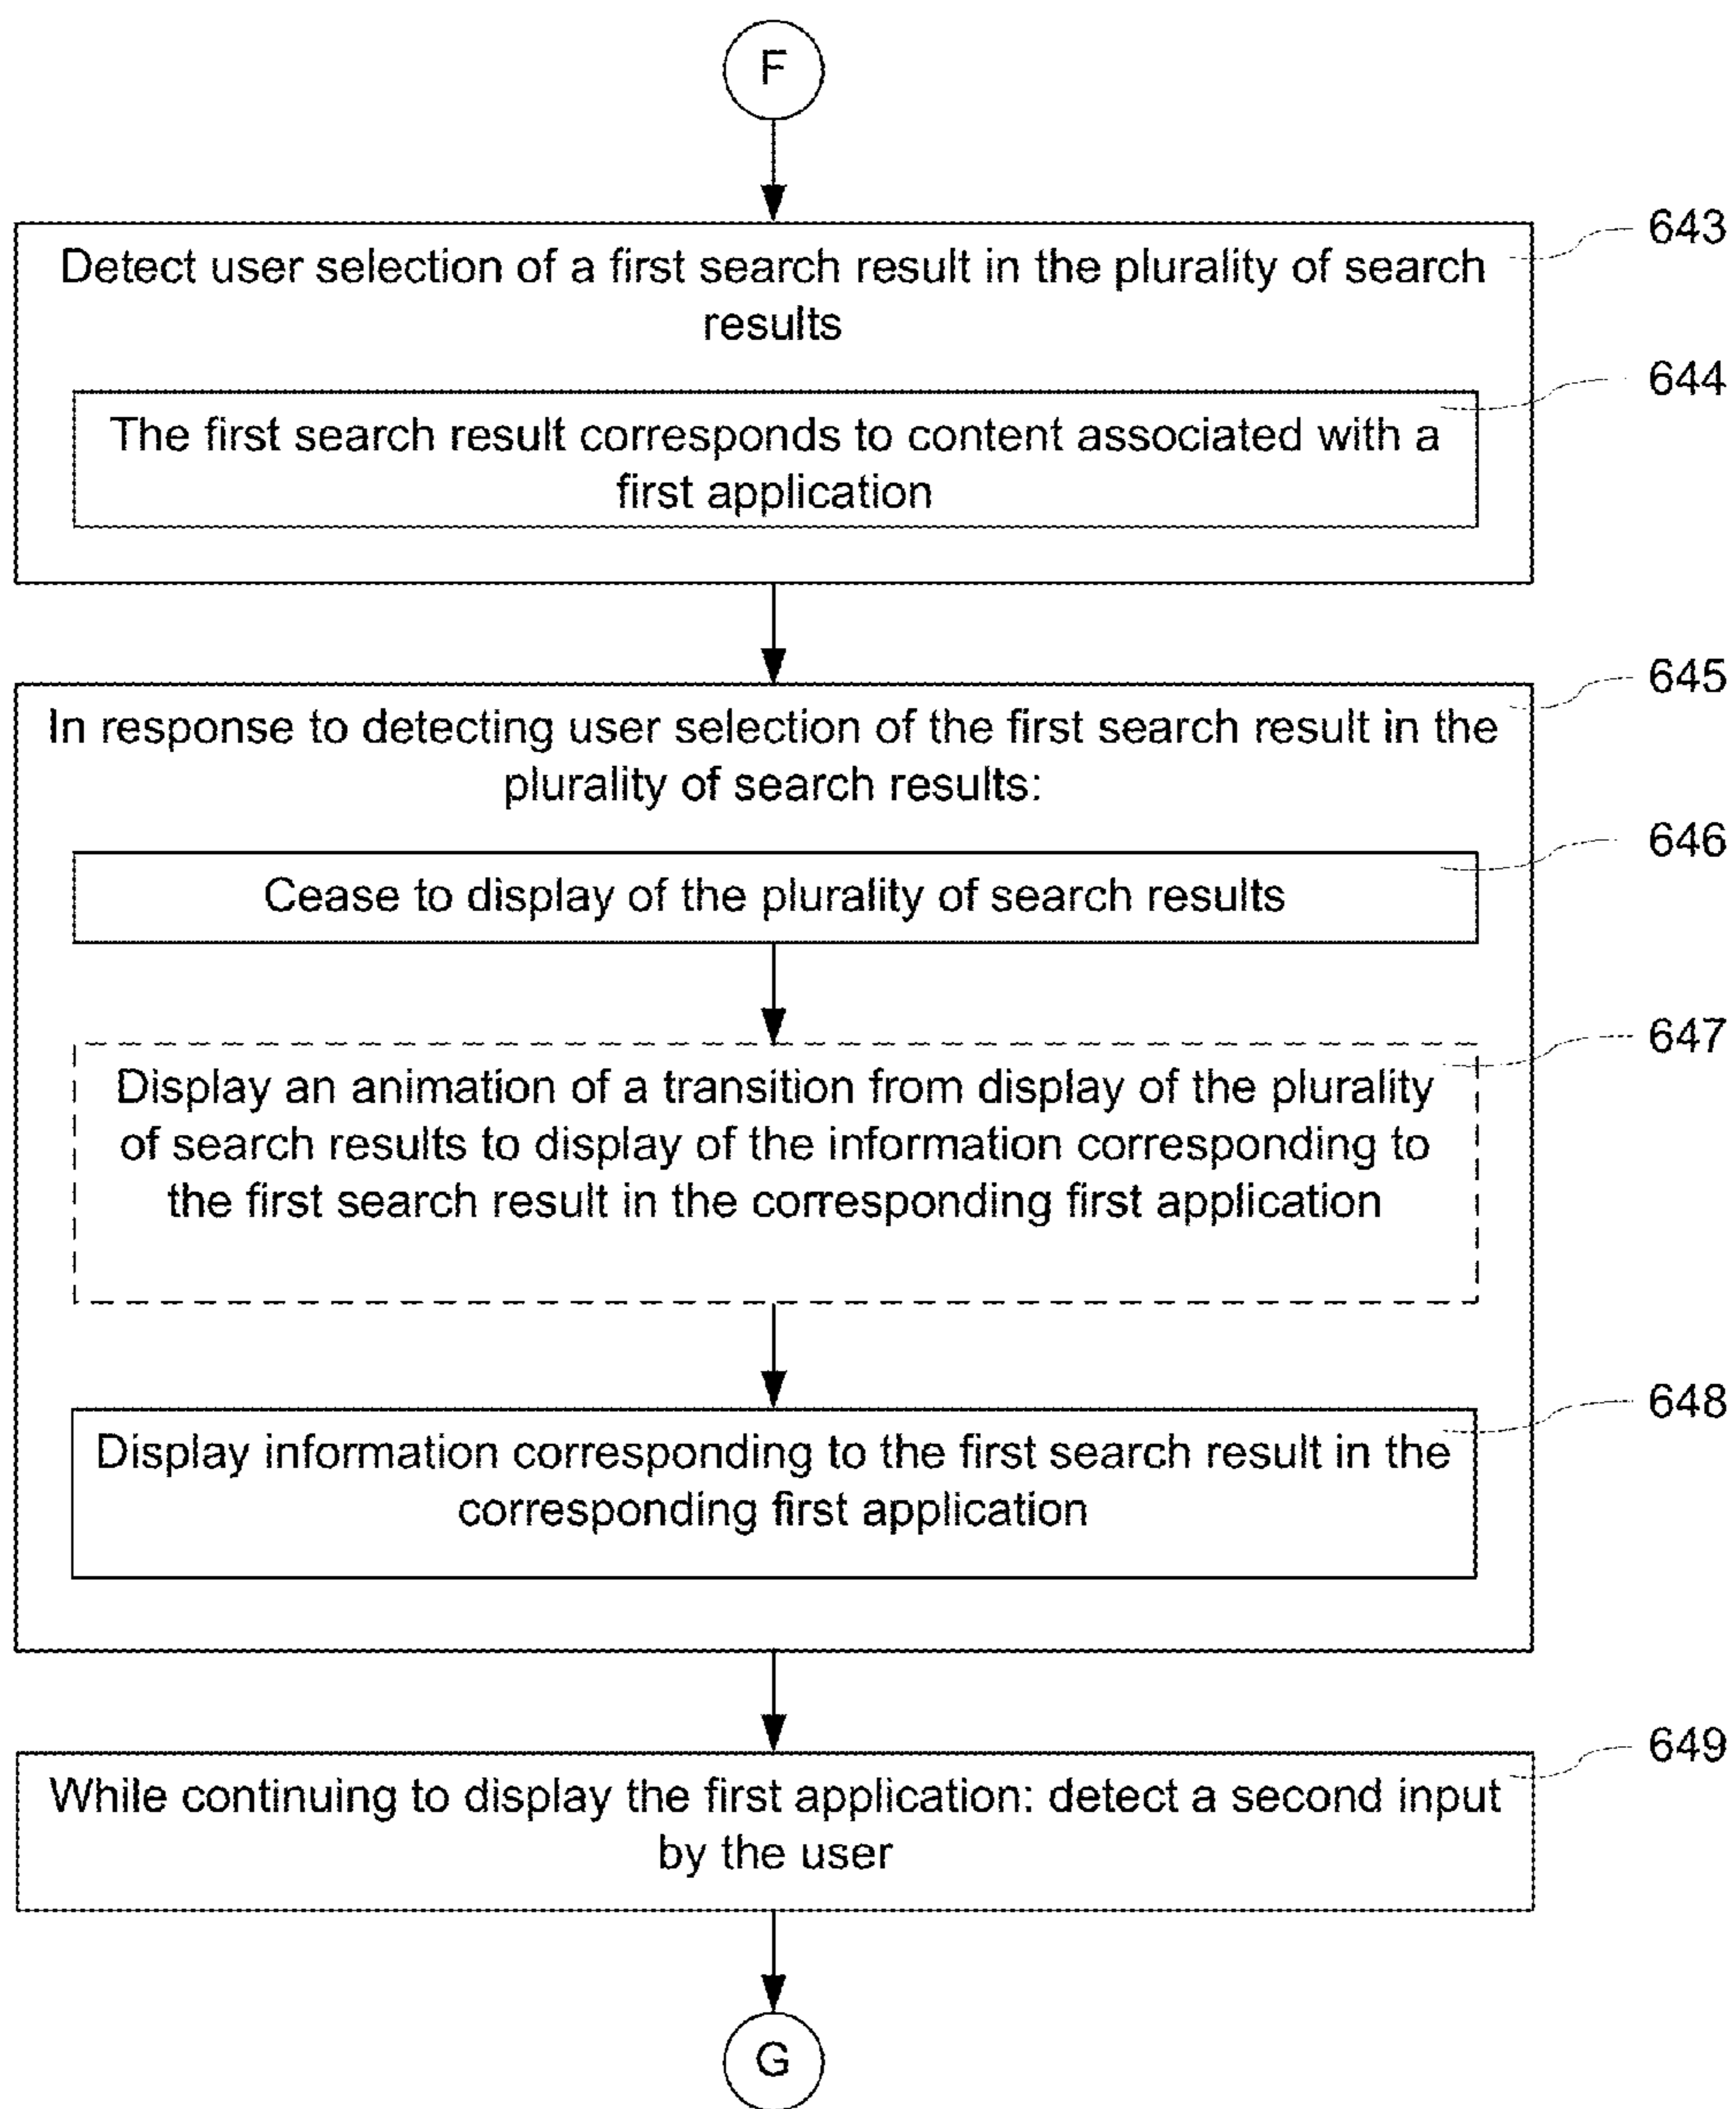 F
643
Detect user selection of a first search result in the plurality of search
results
644
The first search result corresponds to content associated with a
first application
645
In response to detecting user selection of the first search result in the
plurality of search results:
646
Cease to display of the plurality of search results
647
Display an animation of a transition from display of the plurality
of search results to display of the information corresponding to
the first search result in the corresponding first application
648
Display information corresponding to the first search result in the
corresponding first application
649
While continuing to display the first application: detect a second input
by the user
G